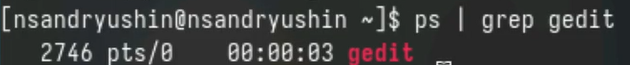 [nsandryushin@nsandryushin ~]$ ps | grep gedit
2746 pts/0    00:00:03 gedit